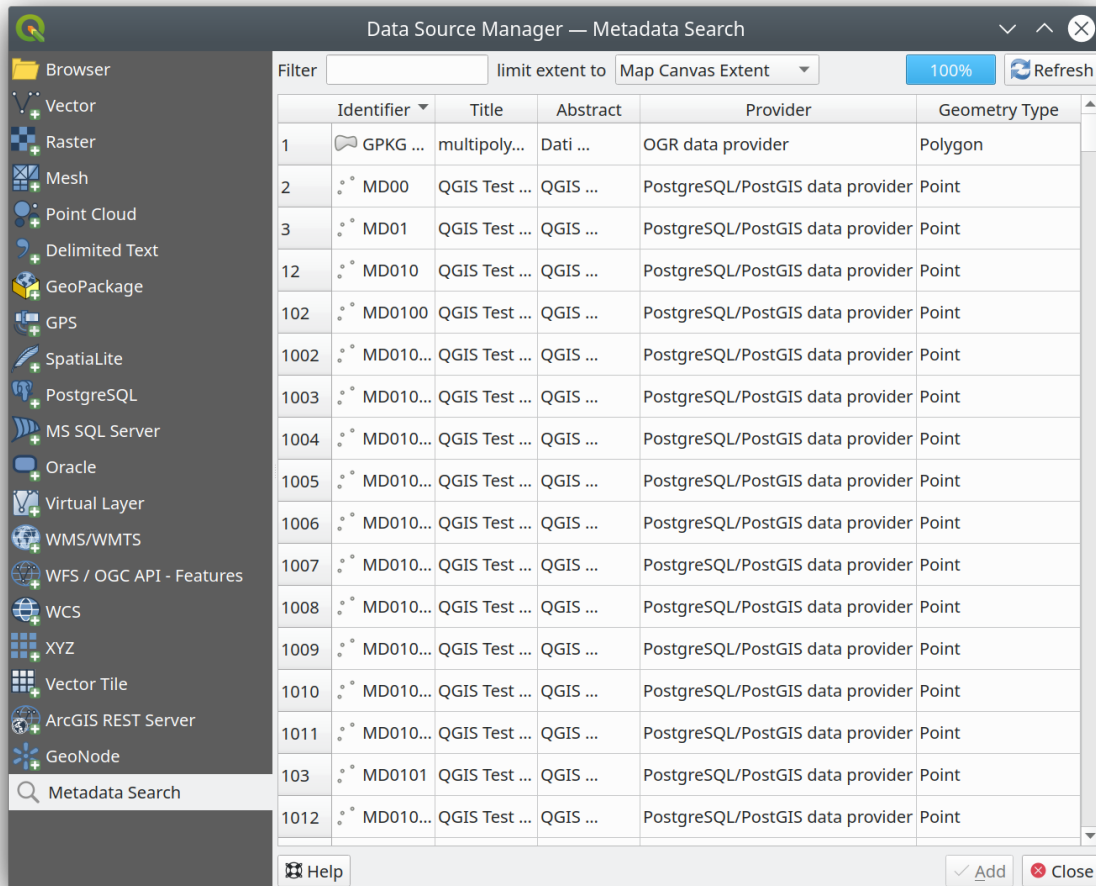 Data Source Manager — Metadata Search
Browser
Vector
Raster
Mesh
Point Cloud
Delimited Text
GeoPackage
GPS
SpatiaLite
PostgreSQL
MS SQL Server
Oracle
Virtual Layer
WMS/WMTS
WFS / OGC API - Features
WCS
XYZ
Vector Tile
ArcGIS REST Server
GeoNode
Metadata Search
Filter limit extent to Map Canvas Extent 100% Refresh
Identifier Title Abstract Provider Geometry Type
1 GPKG ... multipoly... Dati ... OGR data provider Polygon
2 MD00 QGIS Test ... QGIS ... PostgreSQL/PostGIS data provider Point
3 MD01 QGIS Test ... QGIS ... PostgreSQL/PostGIS data provider Point
12 MD010 QGIS Test ... QGIS ... PostgreSQL/PostGIS data provider Point
102 MD0100 QGIS Test ... QGIS ... PostgreSQL/PostGIS data provider Point
1002 MD010... QGIS Test ... QGIS ... PostgreSQL/PostGIS data provider Point
1003 MD010... QGIS Test ... QGIS ... PostgreSQL/PostGIS data provider Point
1004 MD010... QGIS Test ... QGIS ... PostgreSQL/PostGIS data provider Point
1005 MD010... QGIS Test ... QGIS ... PostgreSQL/PostGIS data provider Point
1006 MD010... QGIS Test ... QGIS ... PostgreSQL/PostGIS data provider Point
1007 MD010... QGIS Test ... QGIS ... PostgreSQL/PostGIS data provider Point
1008 MD010... QGIS Test ... QGIS ... PostgreSQL/PostGIS data provider Point
1009 MD010... QGIS Test ... QGIS ... PostgreSQL/PostGIS data provider Point
1010 MD010... QGIS Test ... QGIS ... PostgreSQL/PostGIS data provider Point
1011 MD010... QGIS Test ... QGIS ... PostgreSQL/PostGIS data provider Point
103 MD0101 QGIS Test ... QGIS ... PostgreSQL/PostGIS data provider Point
1012 MD010... QGIS Test ... QGIS ... PostgreSQL/PostGIS data provider Point
Help Add Close